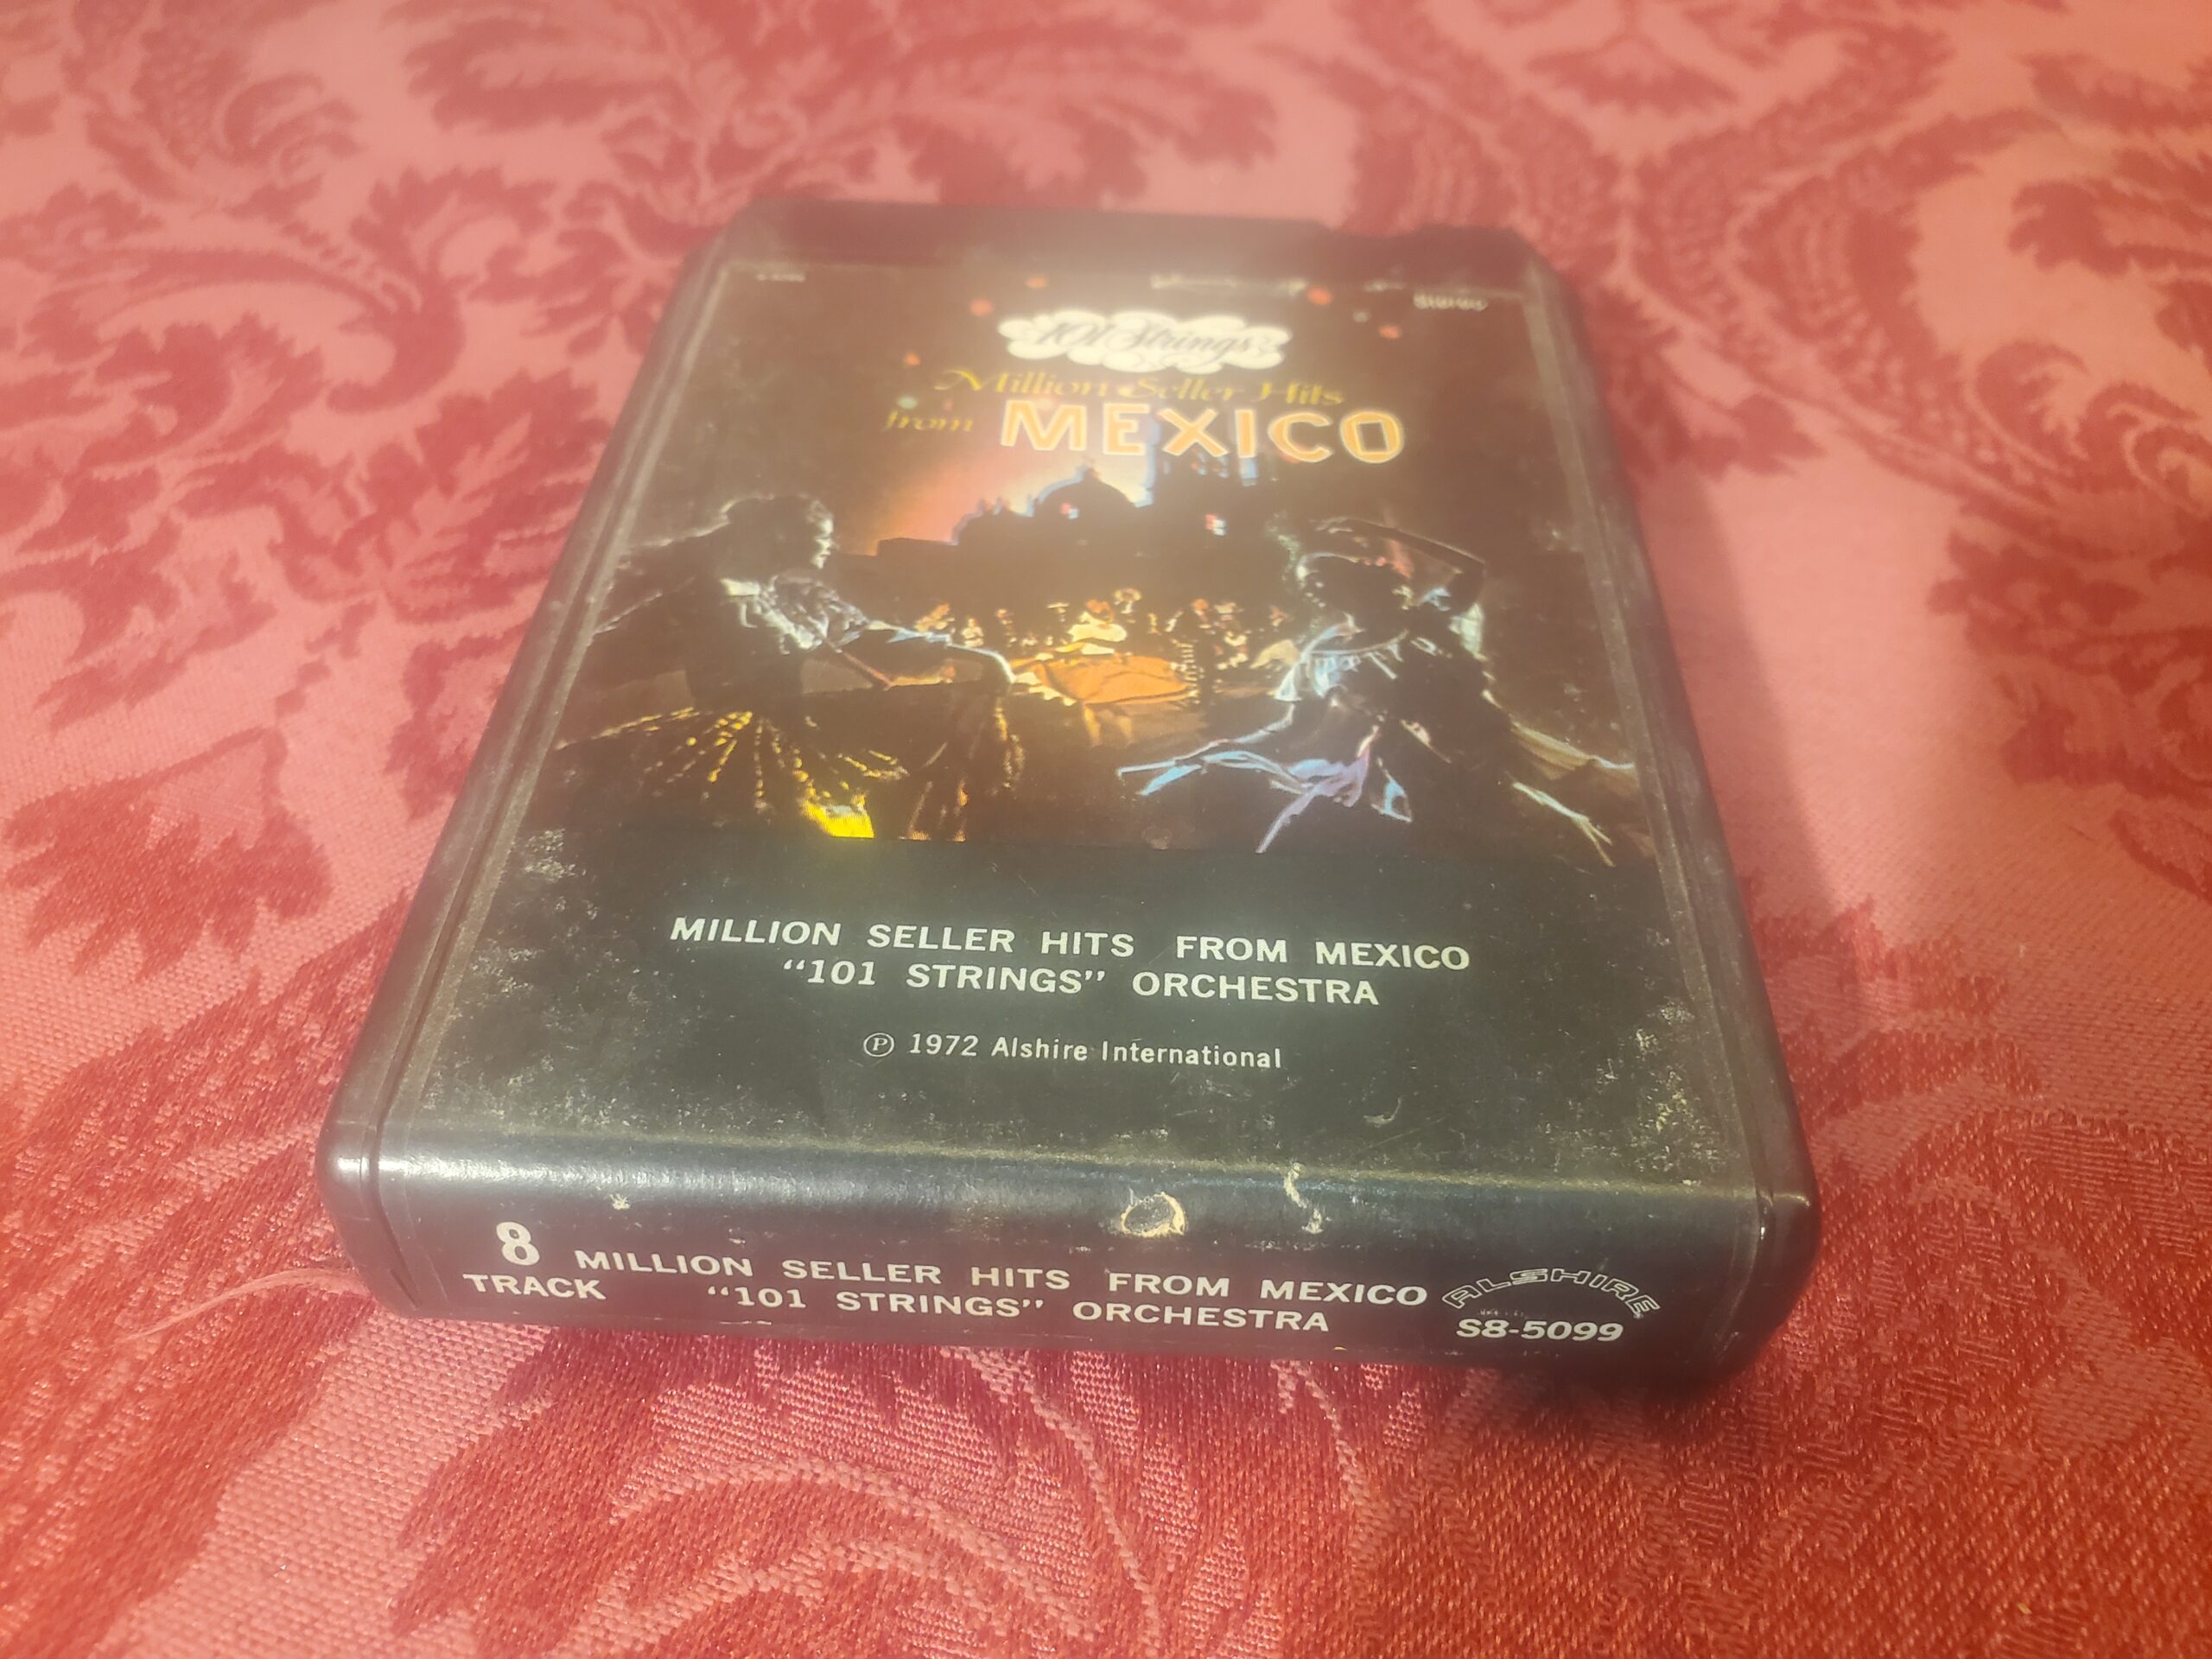 Stereo
101 Strings
Million Seller Hits
from MEXICO
MILLION SELLER HITS FROM MEXICO
“101 STRINGS” ORCHESTRA
Ⓟ 1972 Alshire International
8
TRACK
MILLION SELLER HITS FROM MEXICO
“101 STRINGS” ORCHESTRA
ALSHIRE
S8-5099